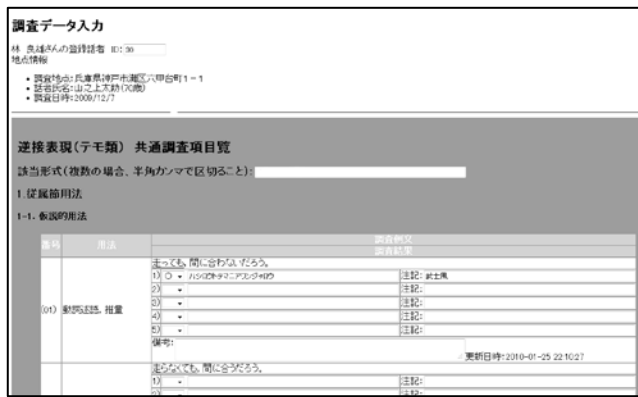 調査データ入力
林 良雄さんの登録話者 ID: 30
地点情報
• 調査地点:兵庫県神戸市灘区六甲台町1-1
• 話者氏名:山之上太郎(70歳)
• 調査日時:2009/12/7
逆接表現(テモ類) 共通調査項目覧
該当形式(複数の場合、半角カンマで区切ること):
1.従属節用法
1-1. 仮説的用法
番号 用法 調査例文
調査結果
走っても、間に合わないだろう。
1) ○ 注記: 武士風
2) 注記:
(01) 動詞述語、推量 3) 注記:
4) 注記:
5) 注記:
備考:
更新日時:2010-01-25 22:10:27
走らなくても、間に合うだろう。
1) 注記: